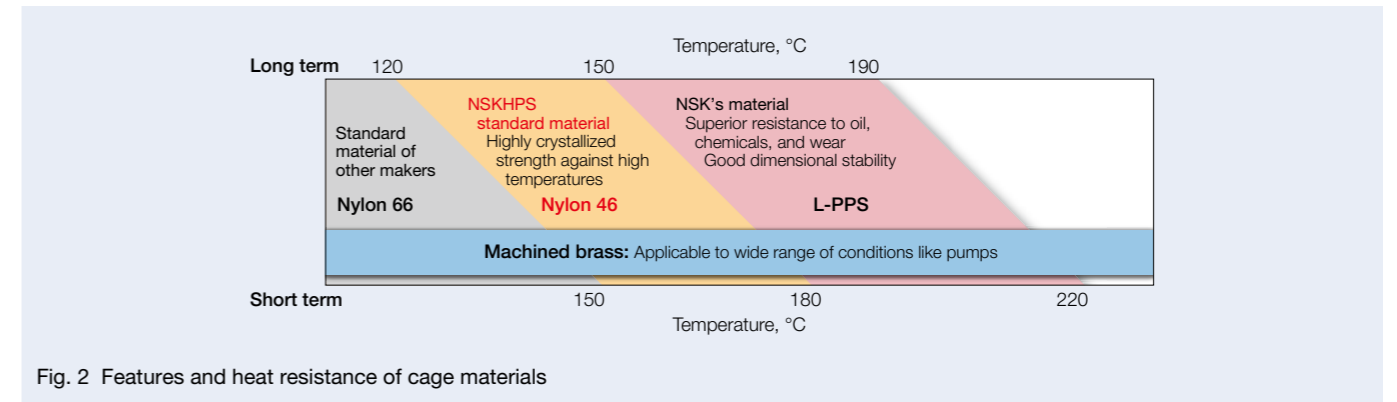 Temperature, °C
Long term 120 150 190
Standard
material of
other makers
Nylon 66
NSKHPS
standard material
Highly crystallized
strength against high
temperatures
Nylon 46
NSK's material
Superior resistance to oil,
chemicals, and wear
Good dimensional stability
L-PPS
Machined brass: Applicable to wide range of conditions like pumps
Short term 150 180 220
Temperature, °C
Fig. 2 Features and heat resistance of cage materials